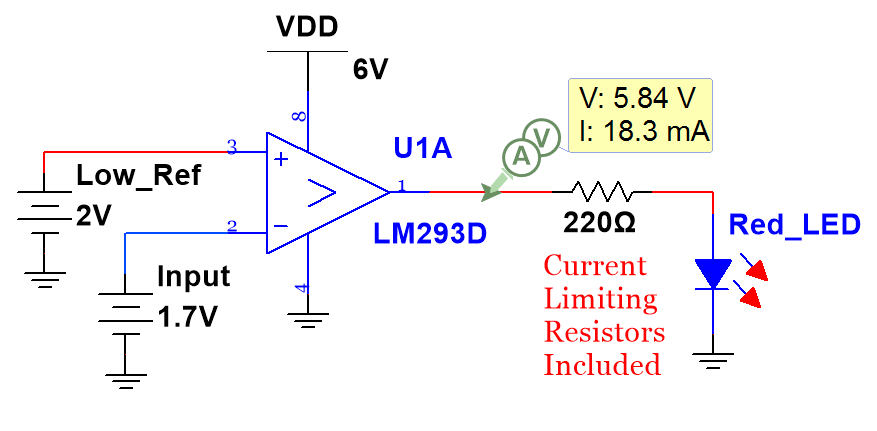 VDD
6V
V: 5.84 V
I: 18.3 mA
V
A
8
U1A
3
+
Low_Ref
1
2V
>
220Ω
2
−
LM293D
Red_LED
Input
1.7V
4
Current
Limiting
Resistors
Included